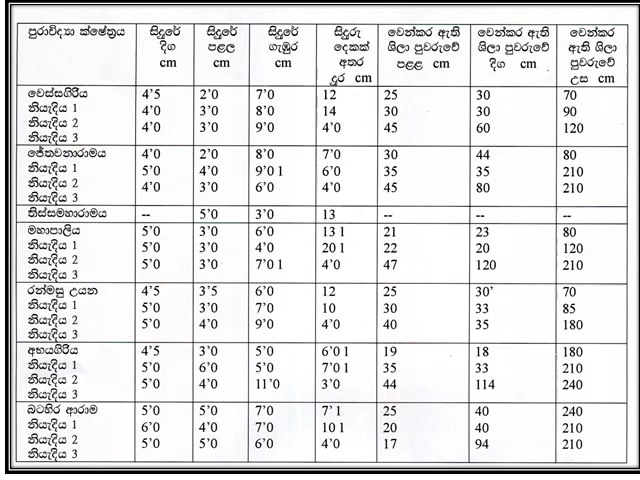 පුරාවිද්‍යා ක්ෂේත්‍රය සිදුරේ දිග cm සිදුරේ පළල cm සිදුරේ ගැඹුර cm සිදුරු දෙකක් අතර දුර cm වෙන්කර ඇති ශිලා පුවරුවේ පළළ cm වෙන්කර ඇති ශිලා පුවරුවේ දිග cm වෙන්කර ඇති ශිලා පුවරුවේ උස cm
වෙස්සගිරිය 4’5 2’0 7’0 12 25 30 70
නියැදිය 1 4’0 3’0 8’0 14 30 30 90
නියැදිය 2 4’0 3’0 9’0 4’0 45 60 120
නියැදිය 3
ජේතවනාරාමය 4’0 2’0 8’0 7’0 30 44 80
නියැදිය 1 5’0 4’0 9’0 1 6’0 35 35 210
නියැදිය 2 4’0 3’0 6’0 4’0 45 80 210
නියැදිය 3
තිස්සමහාරාමය -- 5’0 3’0 13 -- -- --
මහාපාලිය 5’0 3’0 6’0 13 1 21 23 80
නියැදිය 1 5’0 3’0 4’0 20 1 22 20 120
නියැදිය 2 5’0 3’0 7’0 1 4’0 47 120 210
නියැදිය 3
රන්මසු උයන 4’5 3’5 6’0 12 25 30’ 70
නියැදිය 1 5’0 3’0 7’0 10 30 33 85
නියැදිය 2 5’0 4’0 9’0 4’0 40 35 180
නියැදිය 3
අභයගිරිය 4’5 3’0 5’0 6’0 1 19 18 180
නියැදිය 1 5’0 6’0 5’0 7’0 1 35 33 210
නියැදිය 2 5’0 4’0 11’0 3’0 44 114 240
නියැදිය 3
බටහිර ආරාම 5’0 5’0 7’0 7’ 1 25 40 240
නියැදිය 1 6’0 4’0 7’0 10 1 20 40 210
නියැදිය 2 5’0 5’0 6’0 4’0 17 94 210
නියැදිය 3